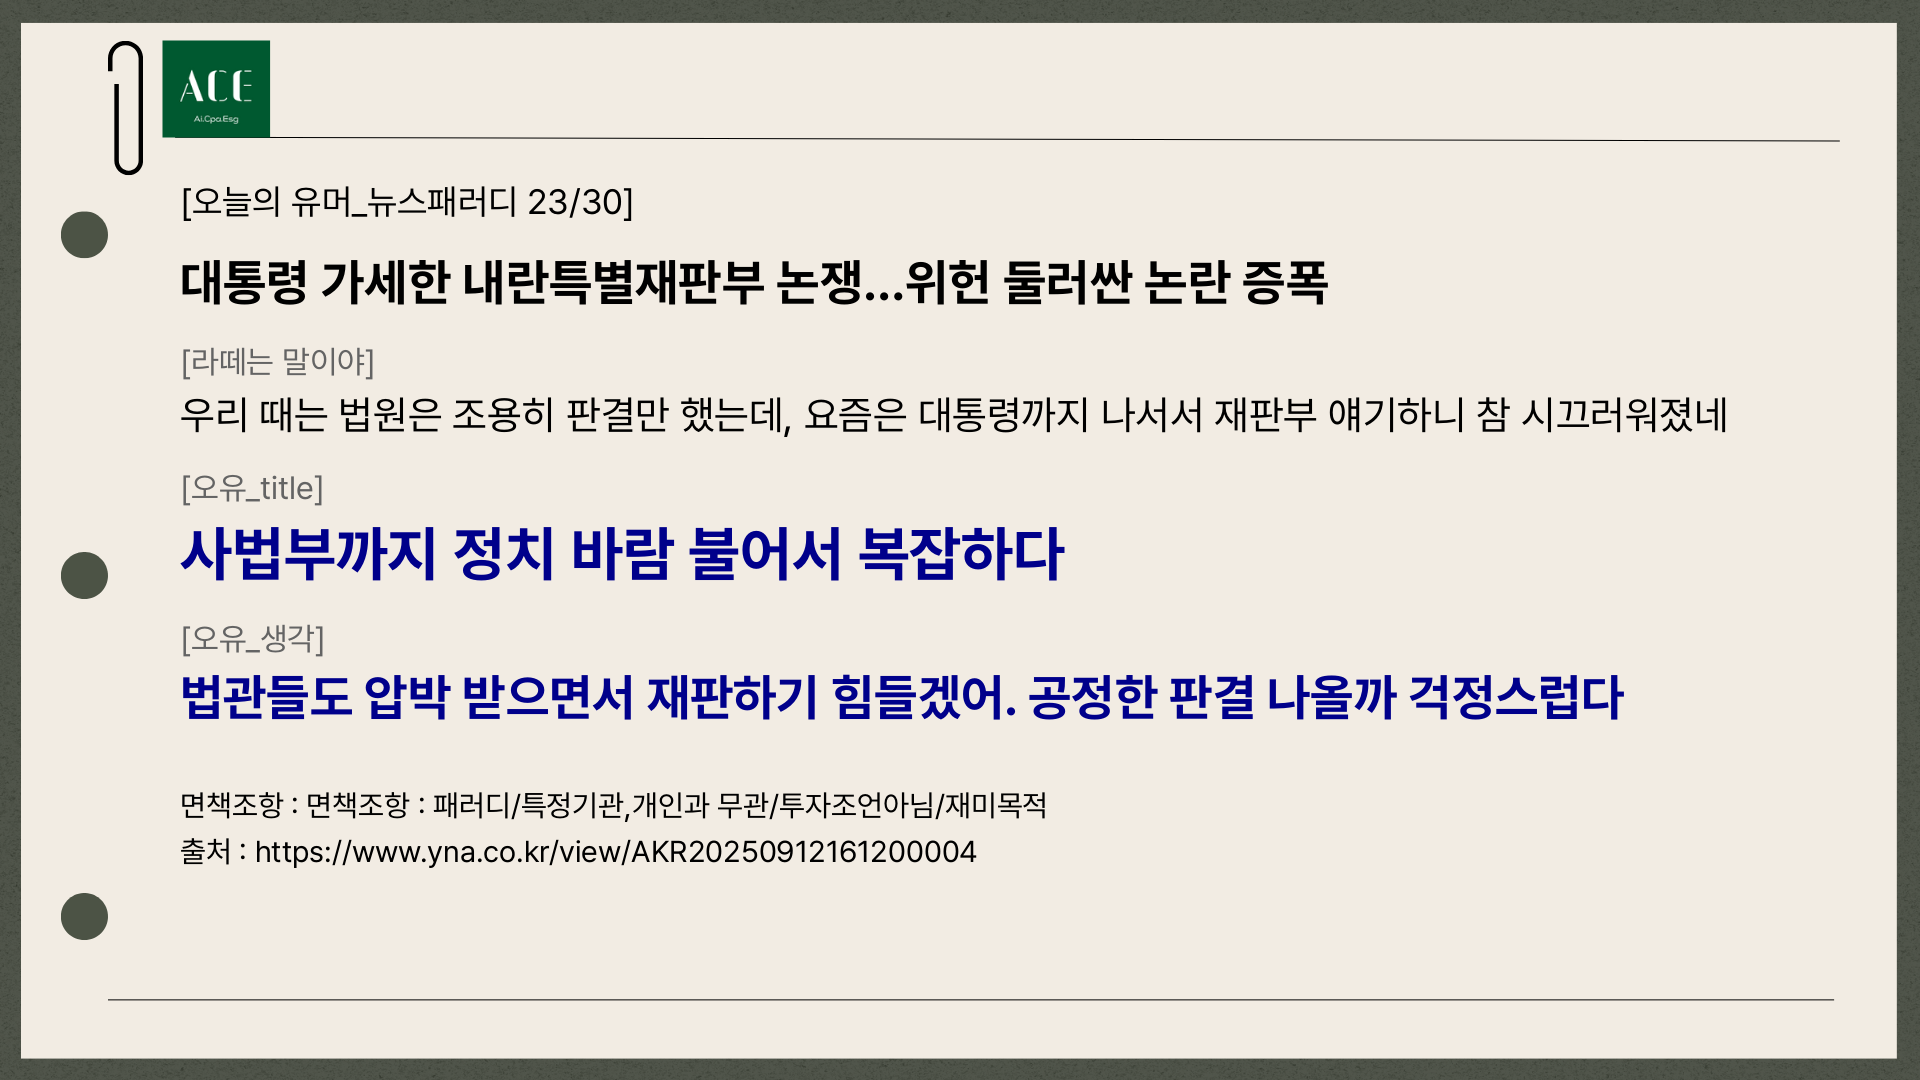 ACE
Ai.Cpa.Esg
[오늘의 유머_뉴스패러디 23/30]
대통령 가세한 내란특별재판부 논쟁...위헌 둘러싼 논란 증폭
[라떼는 말이야]
우리 때는 법원은 조용히 판결만 했는데, 요즘은 대통령까지 나서서 재판부 얘기하니 참 시끄러워졌네
[오유_title]
사법부까지 정치 바람 불어서 복잡하다
[오유_생각]
법관들도 압박 받으면서 재판하기 힘들겠어. 공정한 판결 나올까 걱정스럽다
면책조항 : 면책조항 : 패러디/특정기관,개인과 무관/투자조언아님/재미목적
출처 : https://www.yna.co.kr/view/AKR20250912161200004